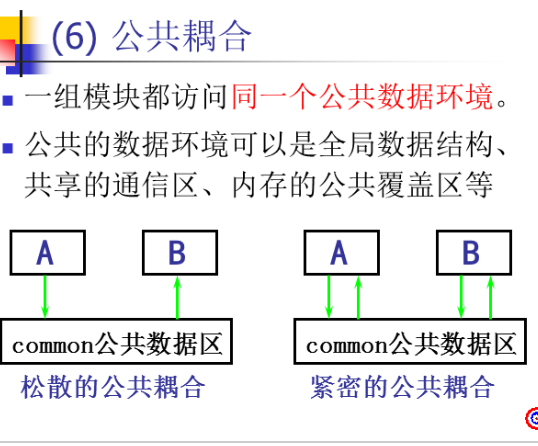 (6) 公共耦合
一组模块都访问同一个公共数据环境。
公共的数据环境可以是全局数据结构、
共享的通信区、内存的公共覆盖区等
A B A B
common公共数据区 common公共数据区
松散的公共耦合 紧密的公共耦合